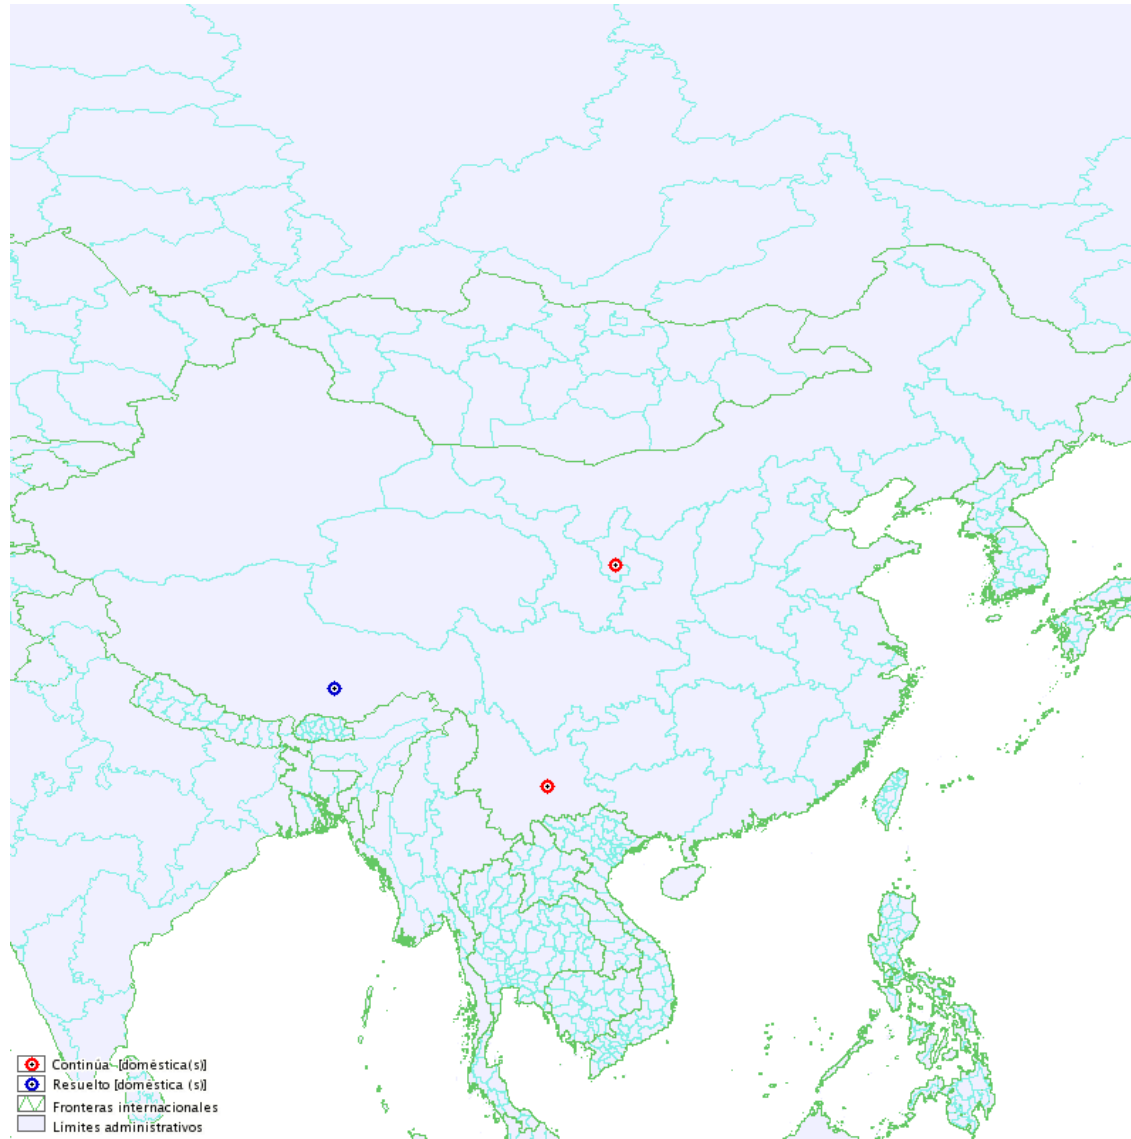 Continúa [doméstica(s)]
Resuelto [doméstica (s)]
Fronteras internacionales
Límites administrativos